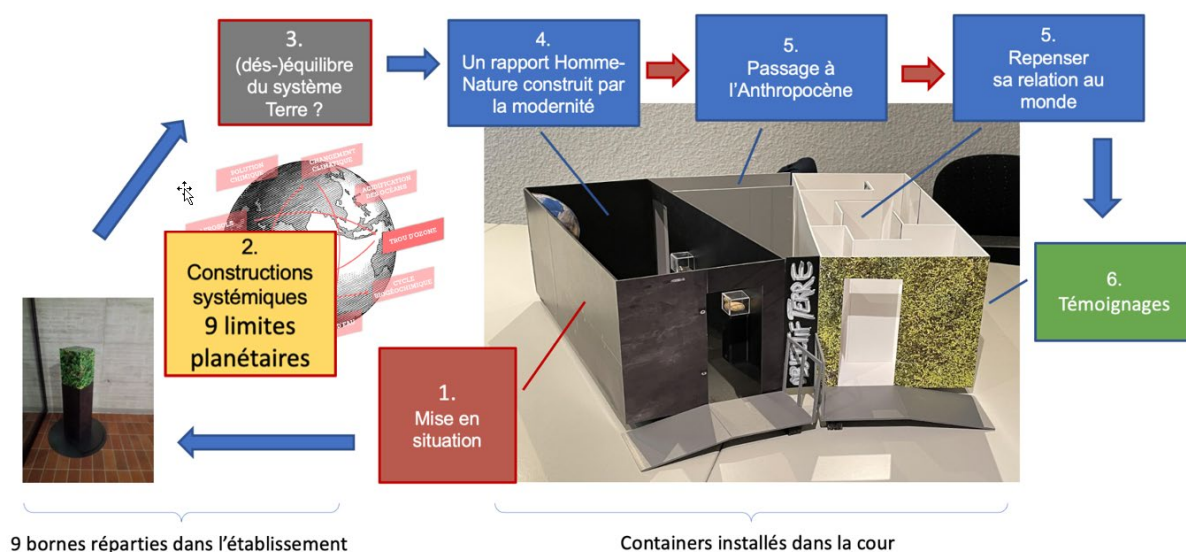 3.
(dés-)équilibre
du système
Terre ?
4.
Un rapport Homme-
Nature construit par
la modernité
5.
Passage à
l'Anthropocène
5.
Repenser
sa relation au
monde
POLUTION
CHIMIQUE
CHANGEMENT
CLIMATIQUE
ACIDIFICATION
DES OCÉANS
TROU D'OZONE
CYCLE
2.
Constructions
systémiques
9 limites
planétaires
1.
Mise en
situation
OBJECTIF TERRE
6.
Témoignages
9 bornes réparties dans l'établissement
Containers installés dans la cour